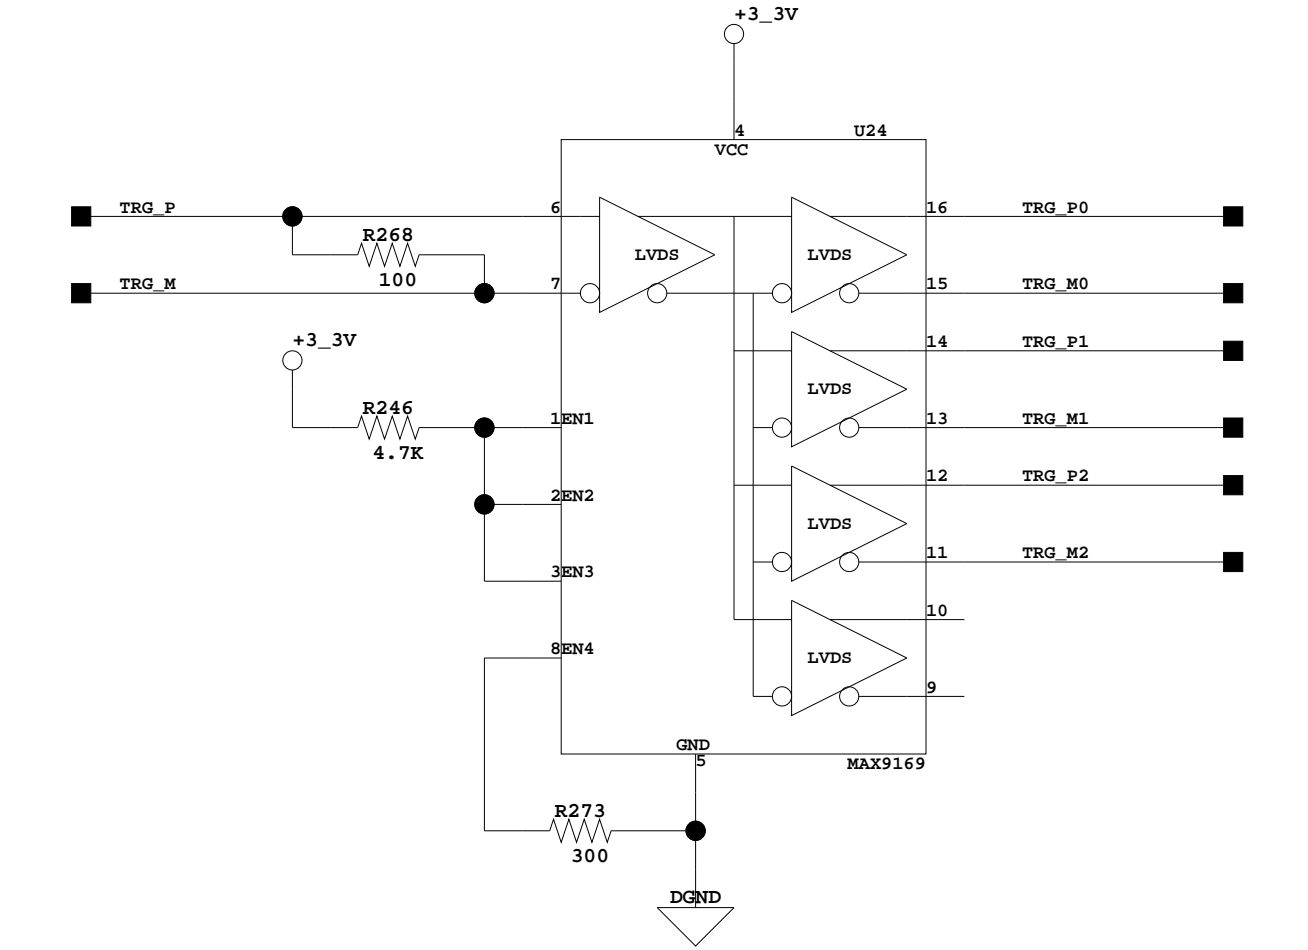 +3_3V
4 U24
VCC
TRG_P 6 16 TRG_P0
R268
LVDS LVDS
100
TRG_M 7 15 TRG_M0
+3_3V 14 TRG_P1
LVDS
R246
4.7K
1EN1 13 TRG_M1
12 TRG_P2
2EN2
LVDS
3EN3 11 TRG_M2
10
8EN4
LVDS
9
GND
5 MAX9169
R273
300
DGND